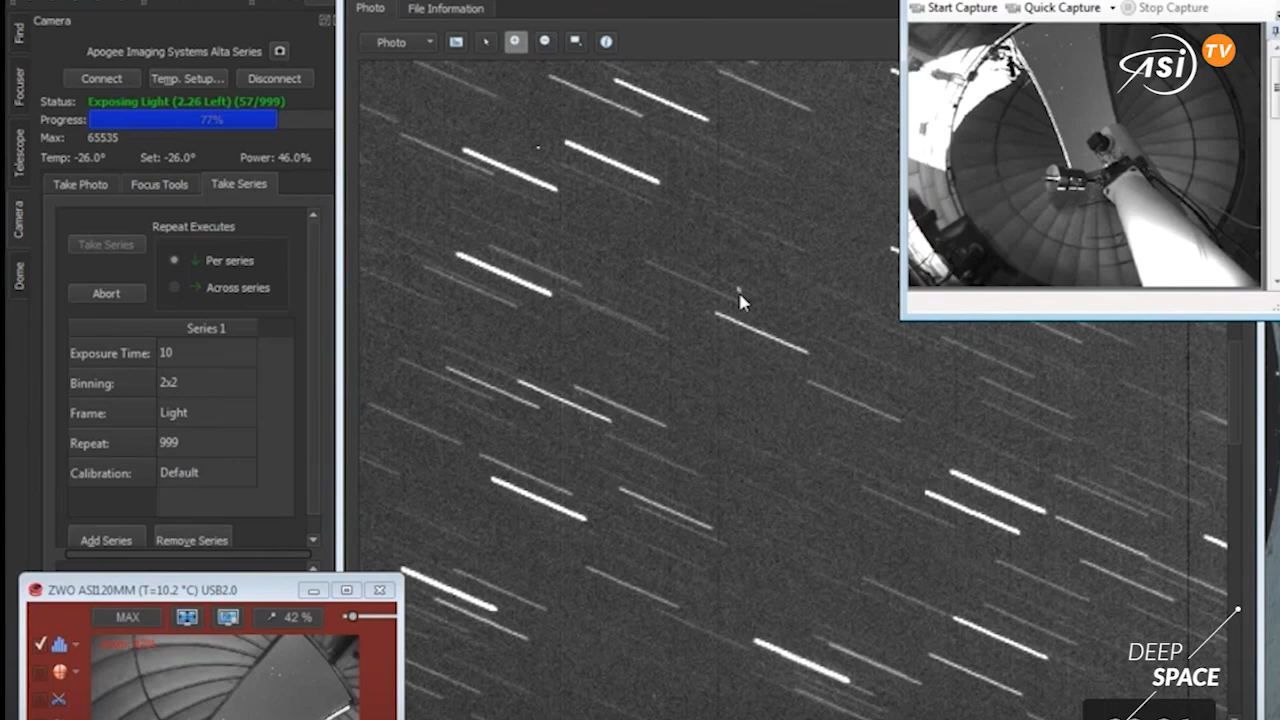 Find
Focuser
Telescope
Camera
Dome
Camera
Apogee Imaging Systems Alta Series
Connect
Temp. Setup...
Disconnect
Status: Exposing Light (2.26 Left) (57/999)
Progress: 77%
Max: 65535
Temp: -26.0° Set: -26.0° Power: 46.0%
Take Photo
Focus Tools
Take Series
Repeat Executes
Take Series
Per series
Abort
Across series
Series 1
Exposure Time: 10
Binning: 2x2
Frame: Light
Repeat: 999
Calibration: Default
Add Series
Remove Series
ZWO ASI120MM (T=10.2 °C) USB2.0
MAX
42 %
Photo
File Information
Photo
Start Capture
Quick Capture
Stop Capture
ASI TV
DEEP
SPACE